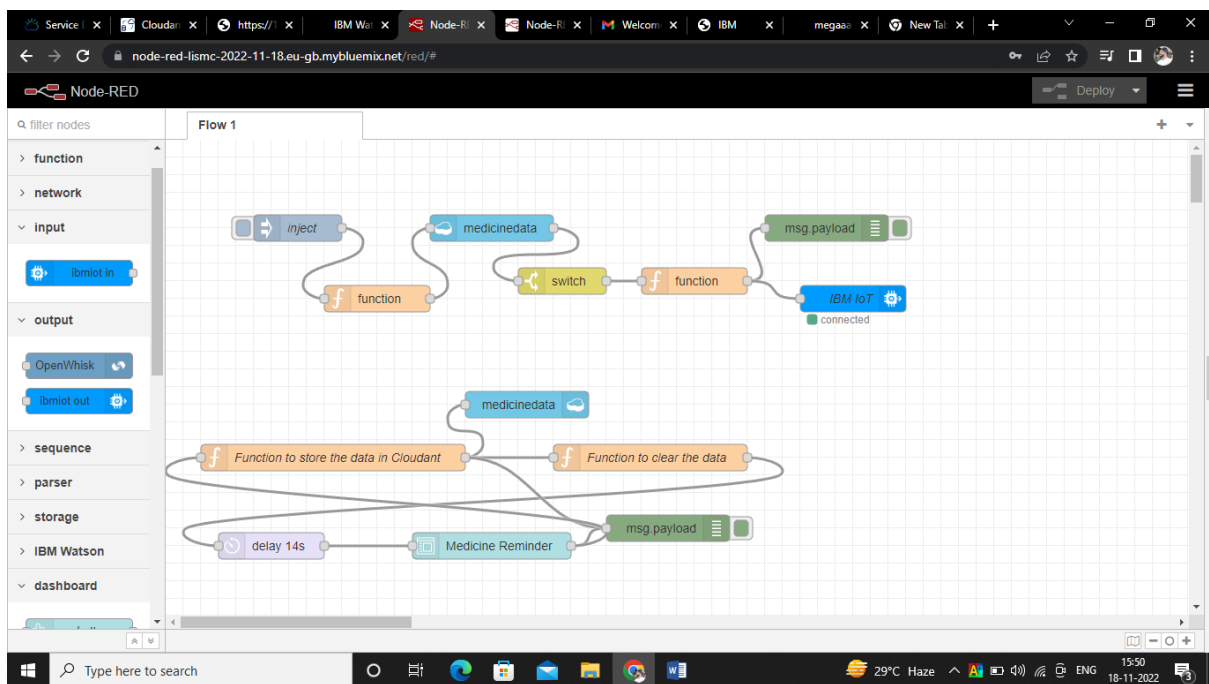 Service (
Cloudan
https://1
IBM Wat
Node-RE
Node-RE
Welcom
IBM
megaaa
New Tab
node-red-lismc-2022-11-18.eu-gb.mybluemix.net/red/#
Node-RED
Deploy
filter nodes
Flow 1
function
network
input
ibmiot in
output
OpenWhisk
ibmiot out
sequence
parser
storage
IBM Watson
dashboard
inject
medicinedata
msg.payload
switch
function
function
IBM IoT
connected
medicinedata
Function to store the data in Cloudant
Function to clear the data
msg.payload
delay 14s
Medicine Reminder
Type here to search
29°C Haze
ENG
15:50
18-11-2022